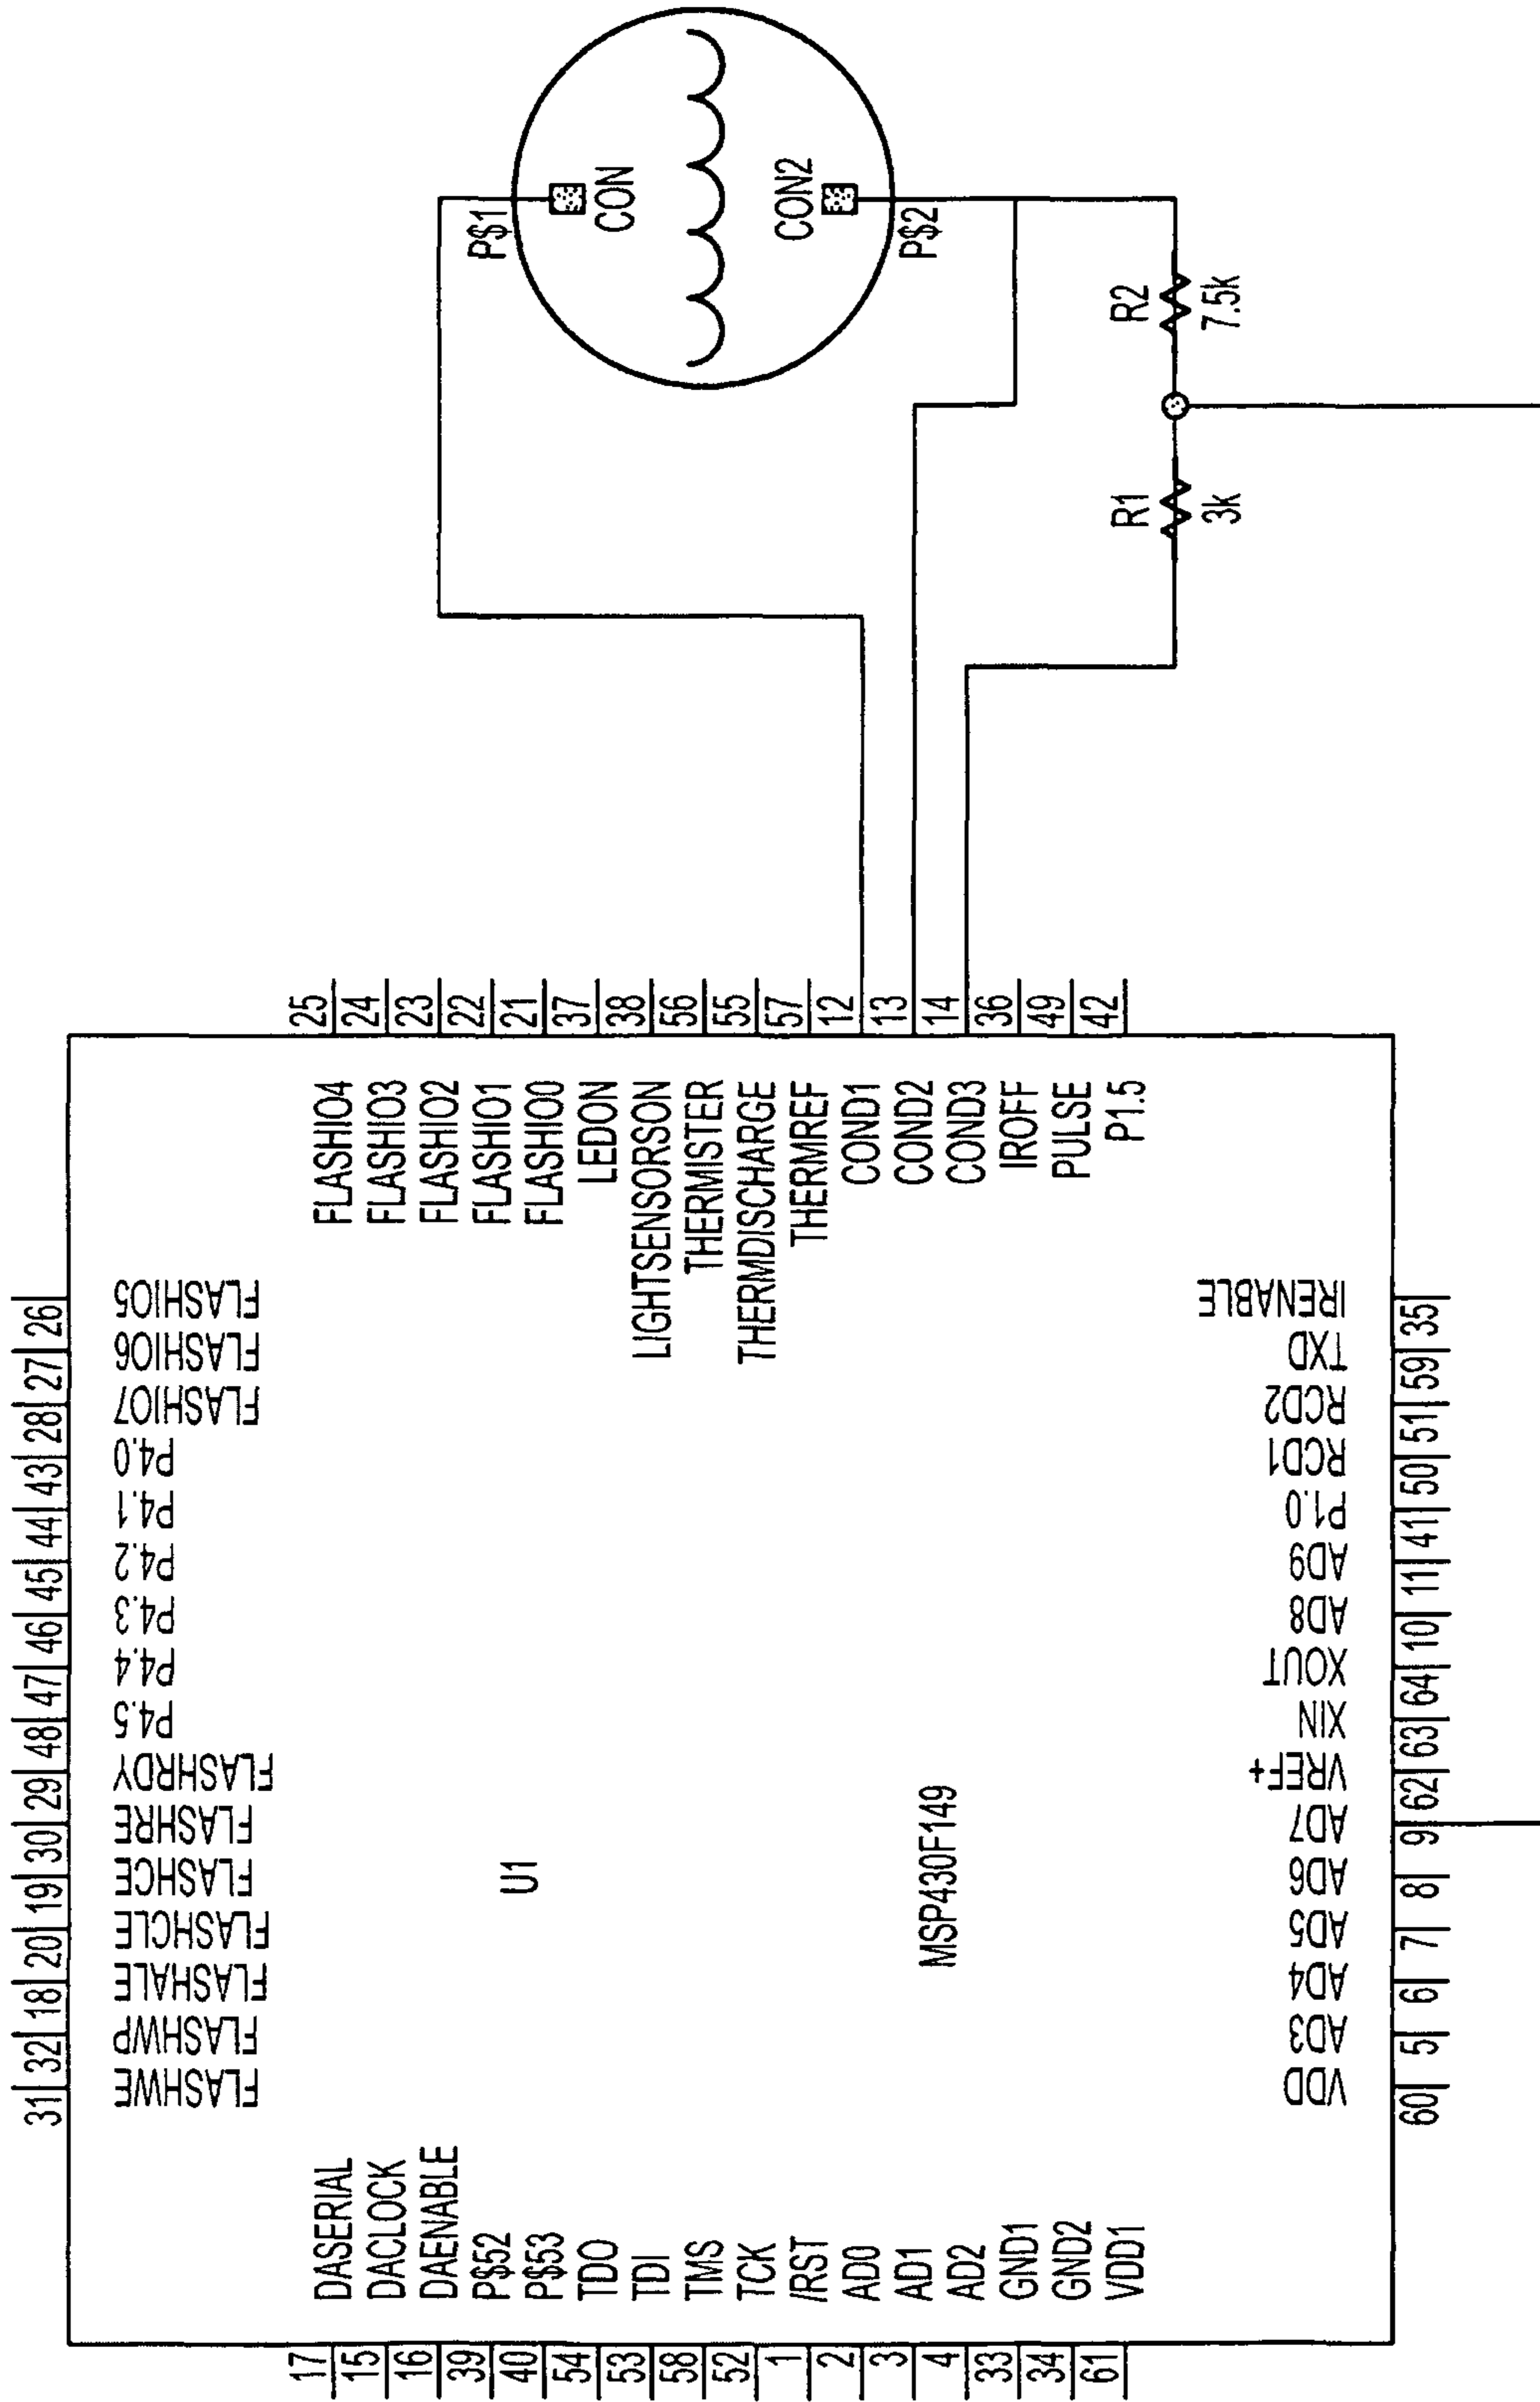 25 FLASHIO4
24 FLASHIO3
23 FLASHIO2
22 FLASHIO1
21 FLASHIO0
37 LEDON
38 LIGHTSENSORSON
56 THERMISTER
55 THERMDISCHARGE
57 THERMREF
12 COND1
13 COND2
14 COND3
36 IROFF
49 PULSE
42 P1.5
26 FLASHIO5
27 FLASHIO6
28 FLASHIO7
43 P4.0
44 P4.1
45 P4.2
46 P4.3
47 P4.4
48 P4.5
29 FLASHRDY
30 FLASHRE
19 FLASHCE
20 FLASHCLE
18 FLASHALE
32 FLASHWP
31 FLASHWE
U1
MSP430F149
IRENABLE 35
TXD 59
RCD2 51
RCD1 50
P1.0 41
AD9 11
AD8 10
XOUT 64
XIN 63
VREF+ 62
AD7 9
AD6 8
AD5 7
AD4 6
AD3 5
VDD 60
17 DASERIAL
15 DACLOCK
16 DAENABLE
39 P$52
40 P$53
54 TDO
53 TDI
58 TMS
52 TCK
1 /RST
2 AD0
3 AD1
4 AD2
33 GND1
34 GND2
61 VDD1
P$1
CON
CON2
P$2
R1
3k
R2
7.5k